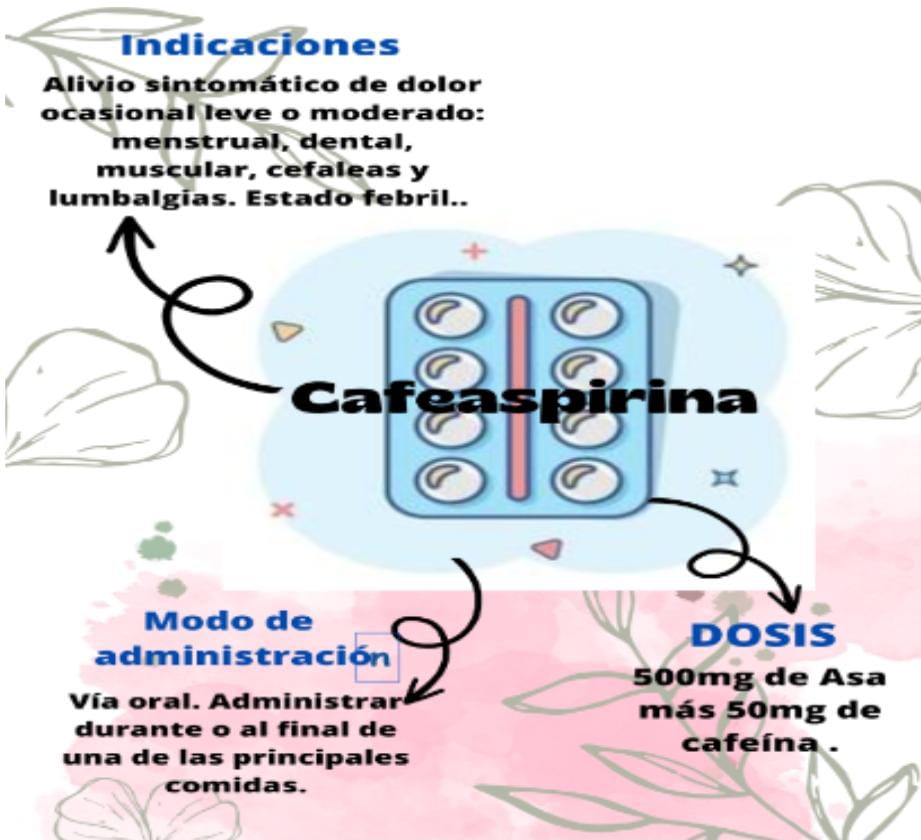 Indicaciones
Alivio sintomático de dolor
ocasional leve o moderado:
menstrual, dental,
muscular, cefaleas y
lumbalgias. Estado febril..
Cafeaspirina
Modo de
administración
Vía oral. Administrar
durante o al final de
una de las principales
comidas.
DOSIS
500mg de Asa
más 50mg de
cafeína .